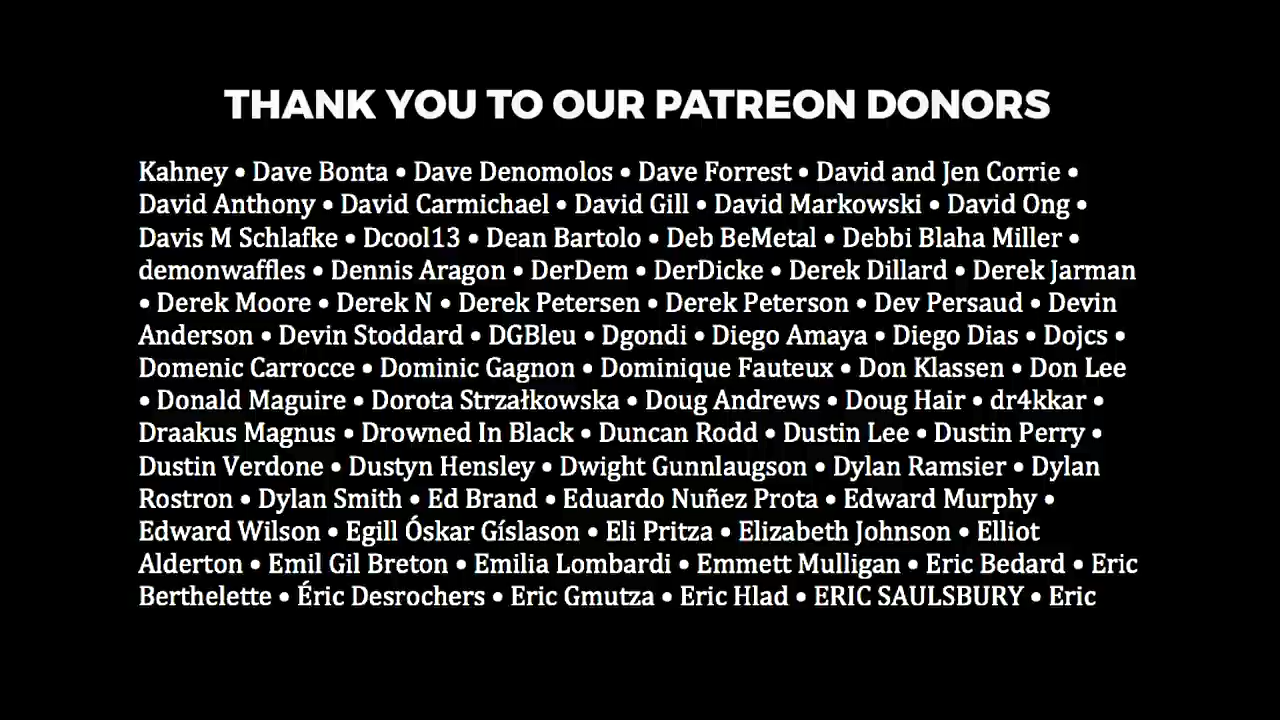 THANK YOU TO OUR PATREON DONORS
Kahney • Dave Bonta • Dave Denomolos • Dave Forrest • David and Jen Corrie •
David Anthony • David Carmichael • David Gill • David Markowski • David Ong •
Davis M Schlafke • Dcool13 • Dean Bartolo • Deb BeMetal • Debbi Blaha Miller •
demonwaffles • Dennis Aragon • DerDem • DerDicke • Derek Dillard • Derek Jarman
• Derek Moore • Derek N • Derek Petersen • Derek Peterson • Dev Persaud • Devin
Anderson • Devin Stoddard • DGBleu • Dgondi • Diego Amaya • Diego Dias • Dojcs •
Domenic Carrocce • Dominic Gagnon • Dominique Fauteux • Don Klassen • Don Lee
• Donald Maguire • Dorota Strzałkowska • Doug Andrews • Doug Hair • dr4kkar •
Draakus Magnus • Drowned In Black • Duncan Rodd • Dustin Lee • Dustin Perry •
Dustin Verdone • Dustyn Hensley • Dwight Gunnlaugson • Dylan Ramsier • Dylan
Rostron • Dylan Smith • Ed Brand • Eduardo Nuñez Prota • Edward Murphy •
Edward Wilson • Egill Óskar Gíslason • Eli Pritza • Elizabeth Johnson • Elliot
Alderton • Emil Gil Breton • Emilia Lombardi • Emmett Mulligan • Eric Bedard • Eric
Berthelette • Éric Desrochers • Eric Gmutza • Eric Hlad • ERIC SAULSBURY • Eric